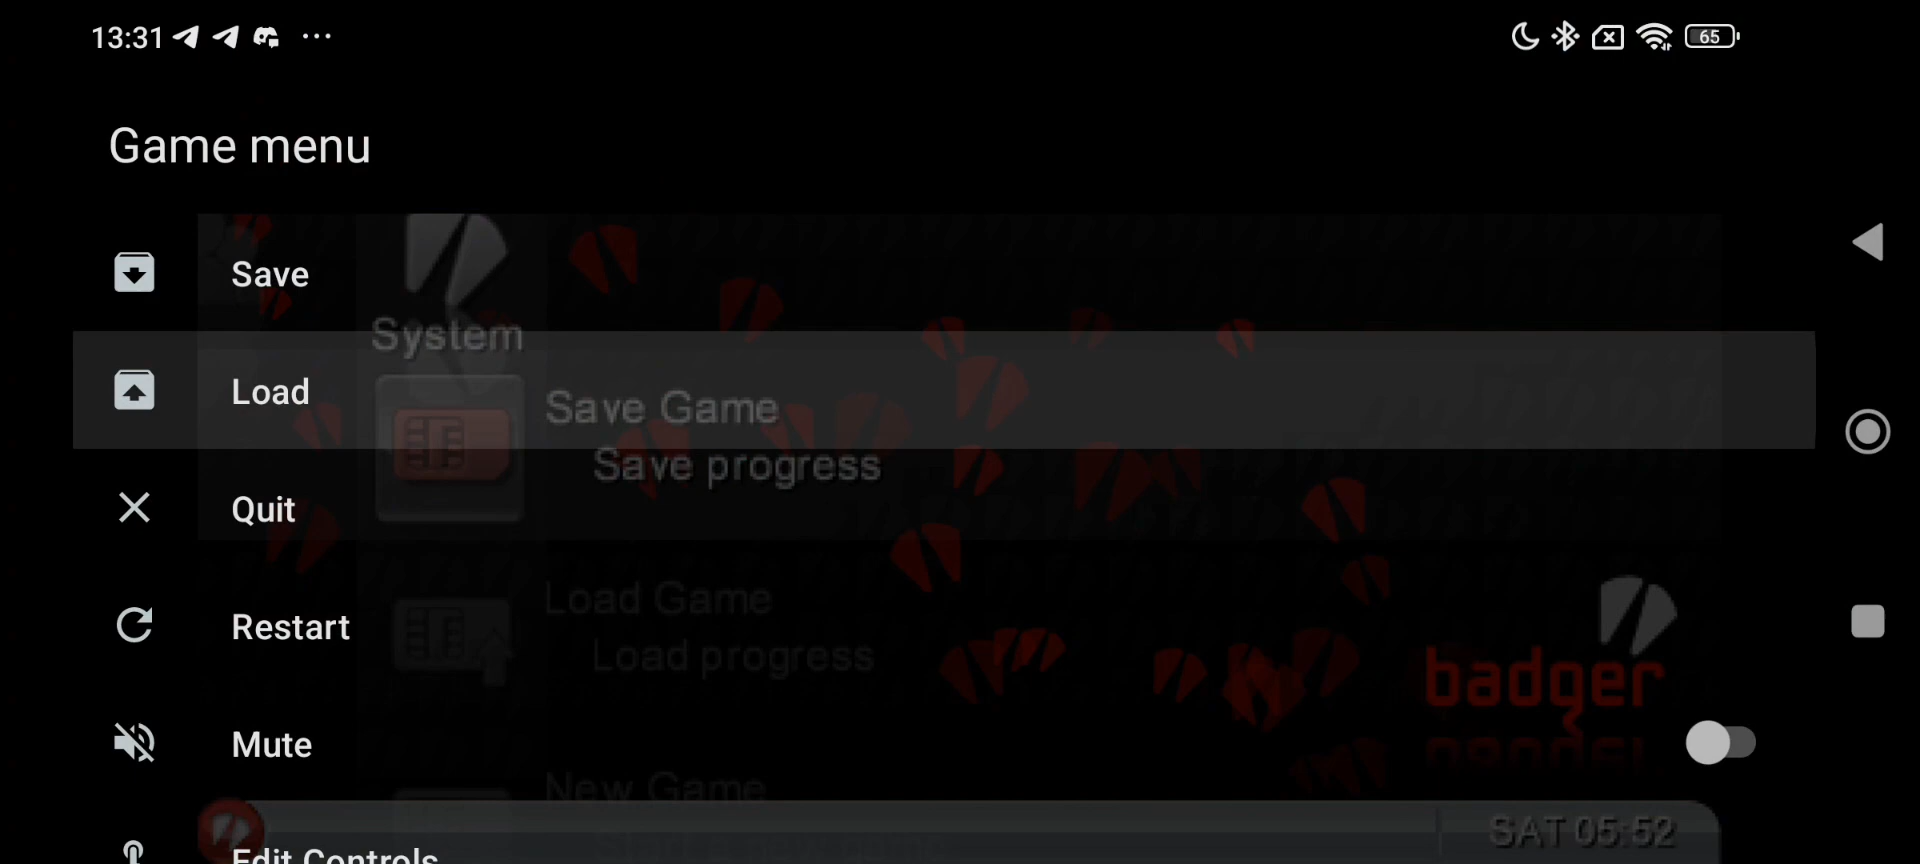 13:31
65
Game menu
Save
System
Load
Save Game
Save progress
Quit
Load Game
Restart
Load progress
badger
Mute
New Game
SAT 05:52
Edit Controls